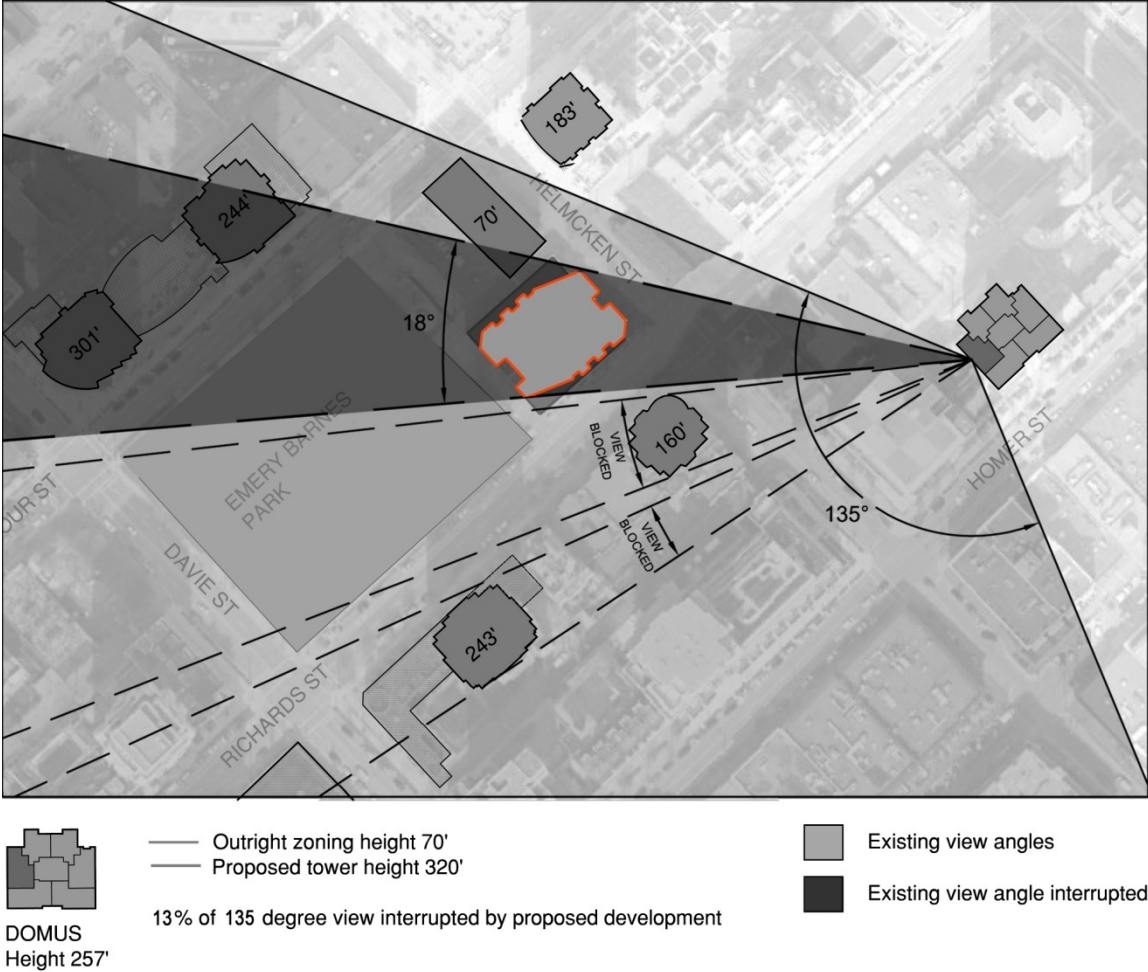 183'
244'
70'
HELMCKEN ST
18°
301'
160'
VIEW
BLOCKED
EMERY BARNES
PARK
HOMER ST
OUR ST
135°
VIEW
BLOCKED
DAVIE ST
243'
RICHARDS ST
Outright zoning height 70'
Proposed tower height 320'
13% of 135 degree view interrupted by proposed development
Existing view angles
Existing view angle interrupted
DOMUS
Height 257'